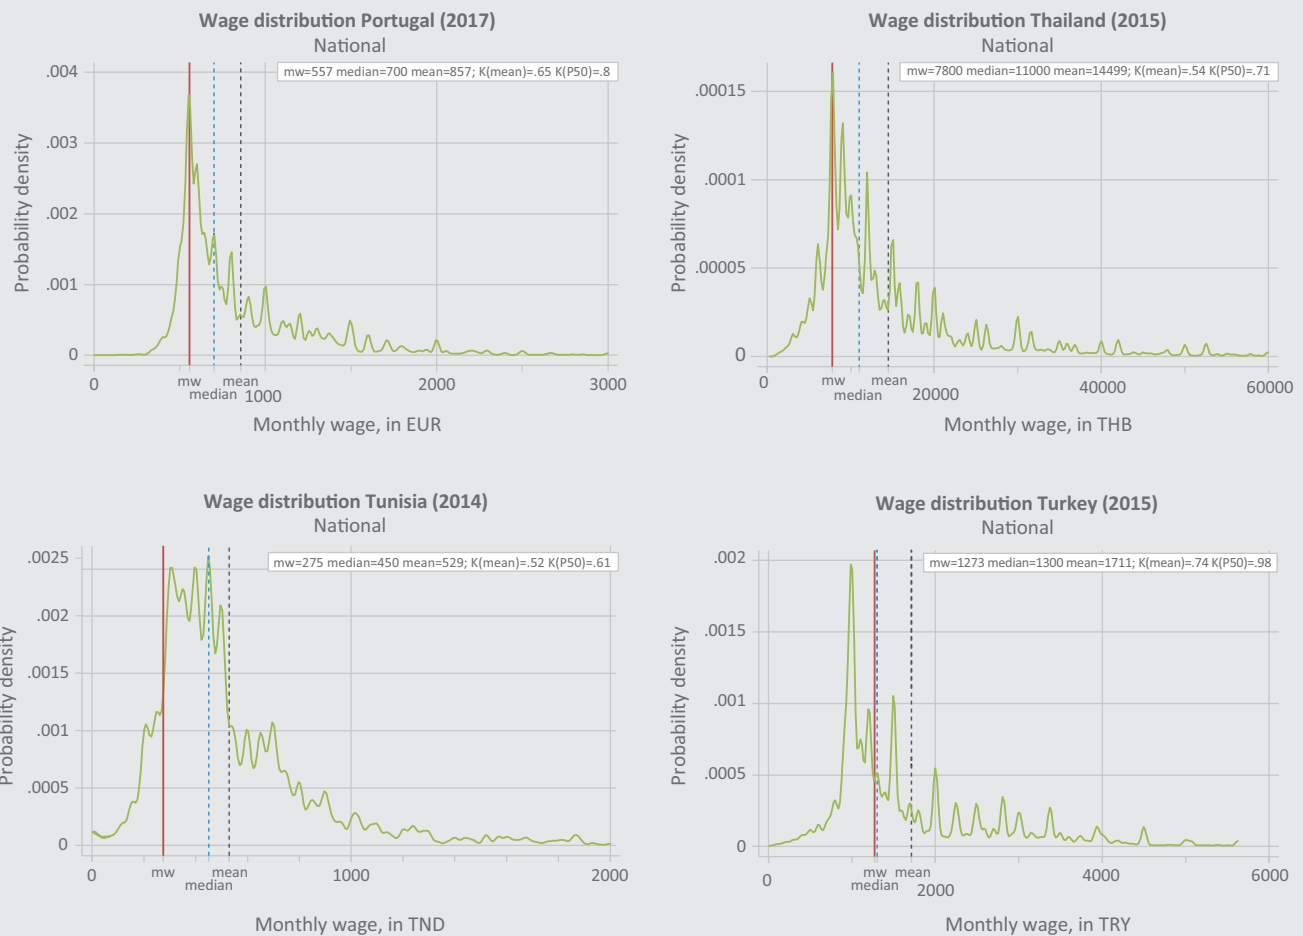 Wage distribution Portugal (2017)
National
mw=557 median=700 mean=857; K(mean)=.65 K(P50)=.8
.004
.003
.002
.001
0
Probability density
0
mw
median
mean
1000
2000
3000
Monthly wage, in EUR
Wage distribution Thailand (2015)
National
mw=7800 median=11000 mean=14499; K(mean)=.54 K(P50)=.71
.00015
.0001
.00005
0
Probability density
0
mw
median
mean
20000
40000
60000
Monthly wage, in THB
Wage distribution Tunisia (2014)
National
mw=275 median=450 mean=529; K(mean)=.52 K(P50)=.61
.0025
.002
.0015
.001
.0005
0
Probability density
0
mw
median
mean
1000
2000
Monthly wage, in TND
Wage distribution Turkey (2015)
National
mw=1273 median=1300 mean=1711; K(mean)=.74 K(P50)=.98
.002
.0015
.001
.0005
0
Probability density
0
mw
median
mean
2000
4000
6000
Monthly wage, in TRY